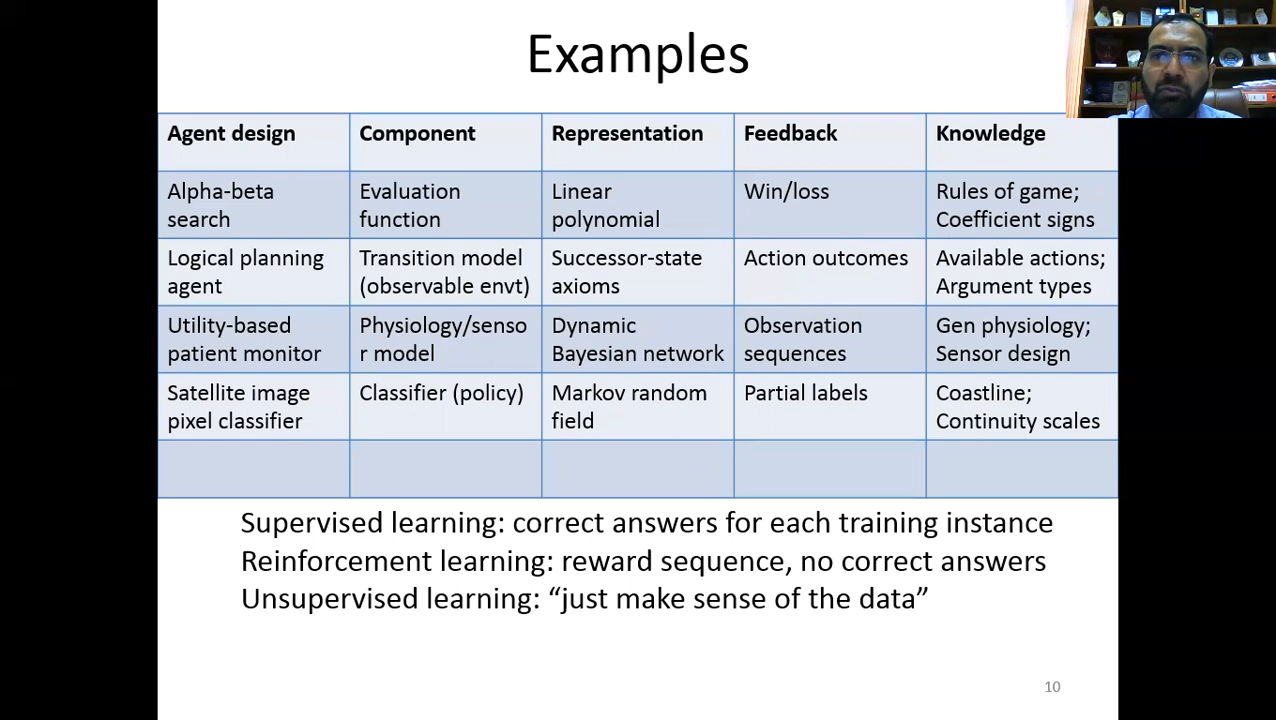 Examples
Agent design Component Representation Feedback Knowledge
Alpha-beta search Evaluation function Linear polynomial Win/loss Rules of game; Coefficient signs
Logical planning agent Transition model (observable envt) Successor-state axioms Action outcomes Available actions; Argument types
Utility-based patient monitor Physiology/senso r model Dynamic Bayesian network Observation sequences Gen physiology; Sensor design
Satellite image pixel classifier Classifier (policy) Markov random field Partial labels Coastline; Continuity scales
Supervised learning: correct answers for each training instance
Reinforcement learning: reward sequence, no correct answers
Unsupervised learning: “just make sense of the data”
10